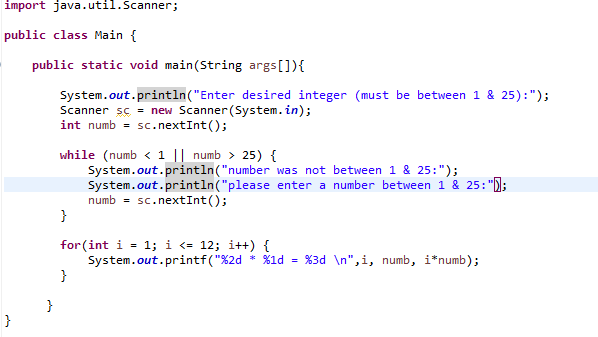 import java.util.Scanner;
public class Main {
public static void main(String args[]){
System.out.println("Enter desired integer (must be between 1 & 25):");
Scanner sc = new Scanner(System.in);
int numb = sc.nextInt();
while (numb < 1 || numb > 25) {
System.out.println("number was not between 1 & 25:");
System.out.println("please enter a number between 1 & 25:");
numb = sc.nextInt();
}
for(int i = 1; i <= 12; i++) {
System.out.printf("%2d * %1d = %3d \n",i, numb, i*numb);
}
}
}